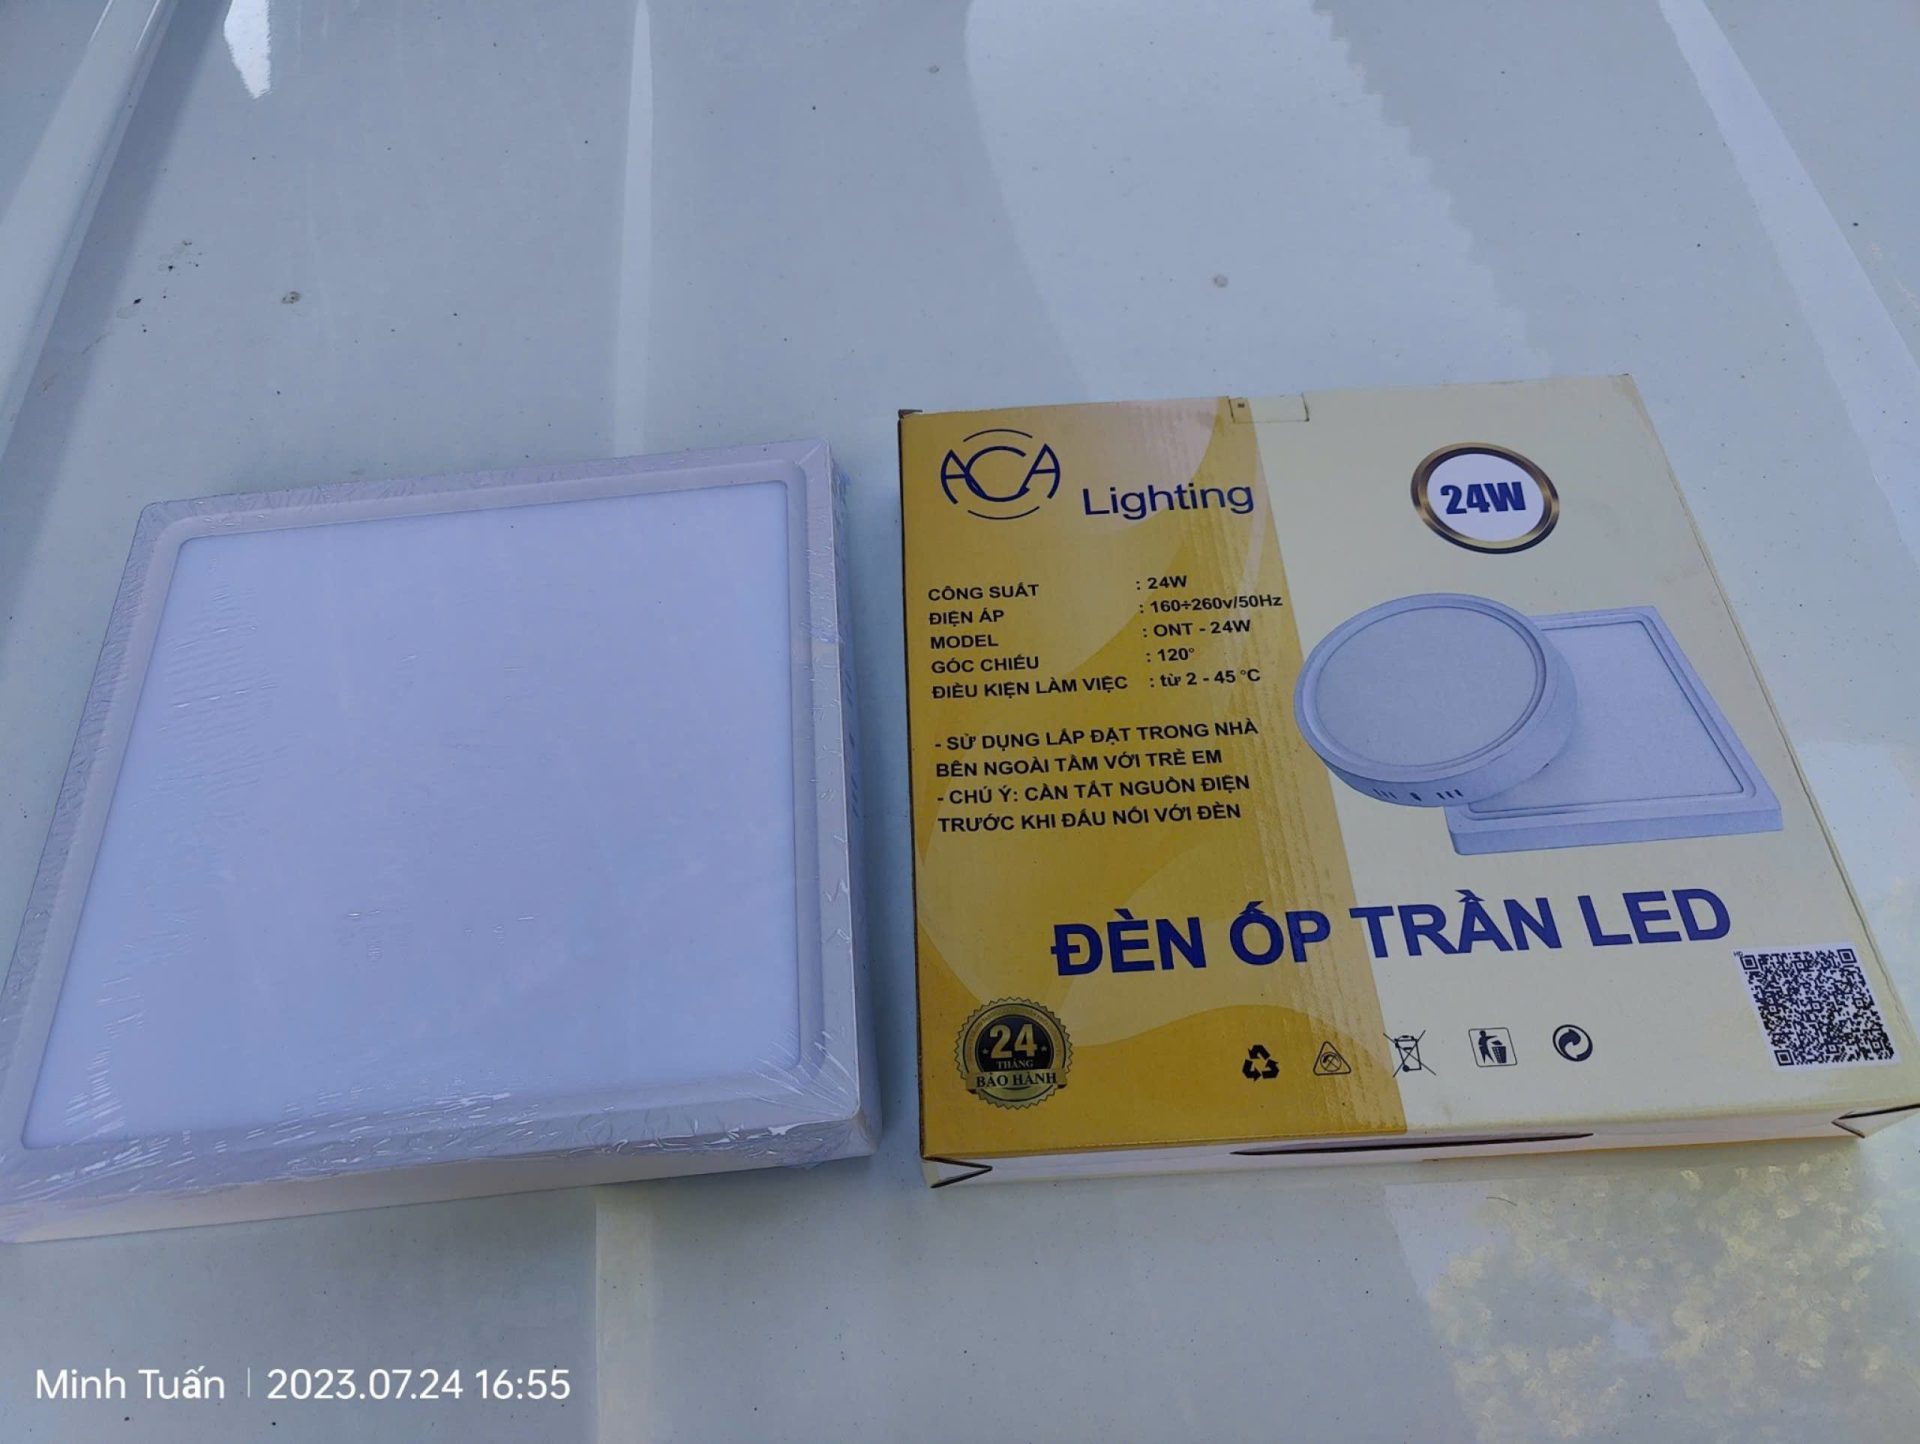 ACA Lighting
24W
CÔNG SUẤT : 24W
ĐIỆN ÁP : 160÷260v/50Hz
MODEL : ONT - 24W
GÓC CHIẾU : 120°
ĐIỀU KIỆN LÀM VIỆC : từ 2 - 45 °C
- SỬ DỤNG LẮP ĐẶT TRONG NHÀ
BÊN NGOÀI TẦM VỚI TRẺ EM
- CHÚ Ý: CẦN TẮT NGUỒN ĐIỆN
TRƯỚC KHI ĐẤU NỐI VỚI ĐÈN
ĐÈN ỐP TRẦN LED
24
THÁNG
BẢO HÀNH
Minh Tuấn | 2023.07.24 16:55